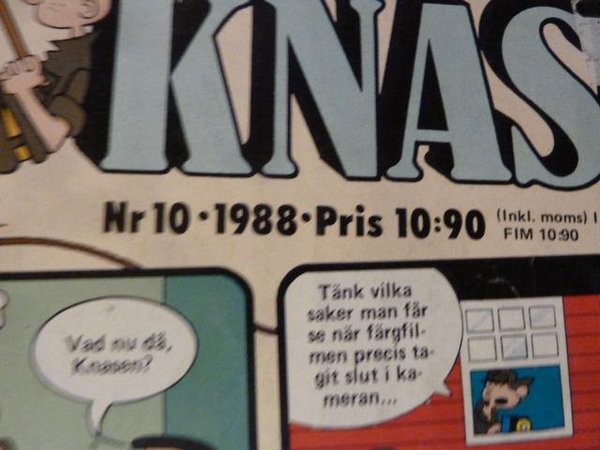 KNAS
Nr 10 • 1988 • Pris 10:90 (Inkl. moms)
FIM 10:90
Vad nu då,
Knasen?
Tänk vilka
saker man får
se när färgfil-
men precis ta-
git slut i ka-
meran...